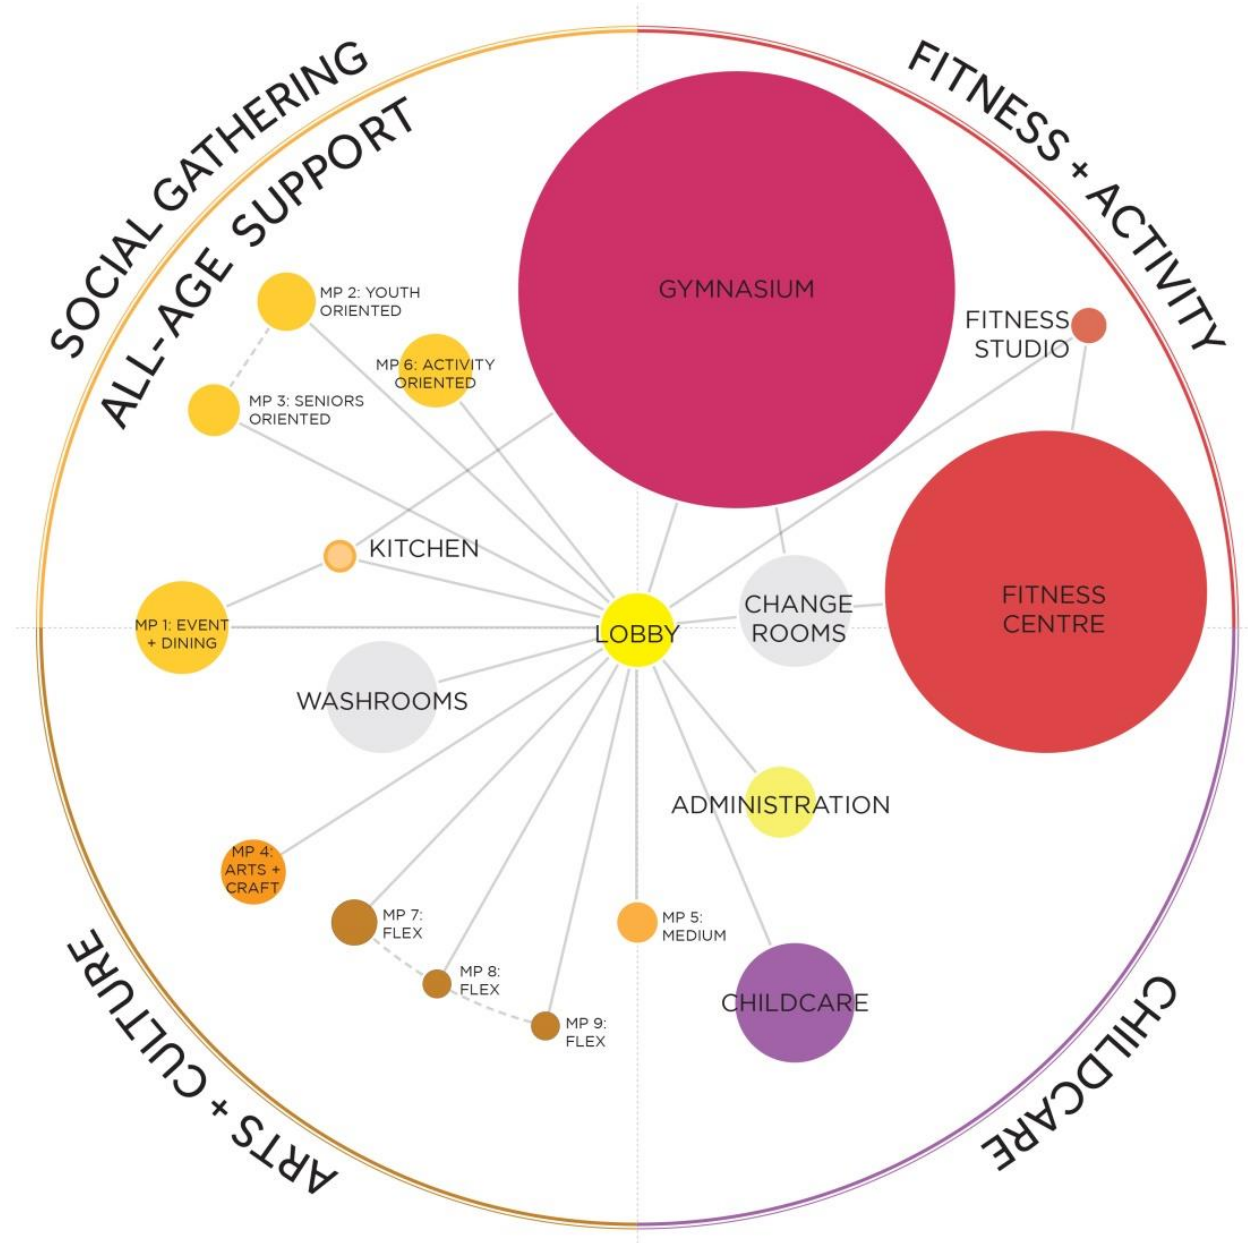 SOCIAL GATHERING
ALL-AGE SUPPORT
FITNESS + ACTIVITY
GYMNASIUM
MP 2: YOUTH
ORIENTED
MP 6: ACTIVITY
ORIENTED
MP 3: SENIORS
ORIENTED
FITNESS
STUDIO
KITCHEN
MP 1: EVENT
+ DINING
LOBBY
CHANGE
ROOMS
FITNESS
CENTRE
WASHROOMS
ADMINISTRATION
MP 4:
ARTS +
CRAFT
MP 7:
FLEX
MP 8:
FLEX
MP 9:
FLEX
MP 5:
MEDIUM
CHILDCARE
ARTS + CULTURE
CHILDCARE